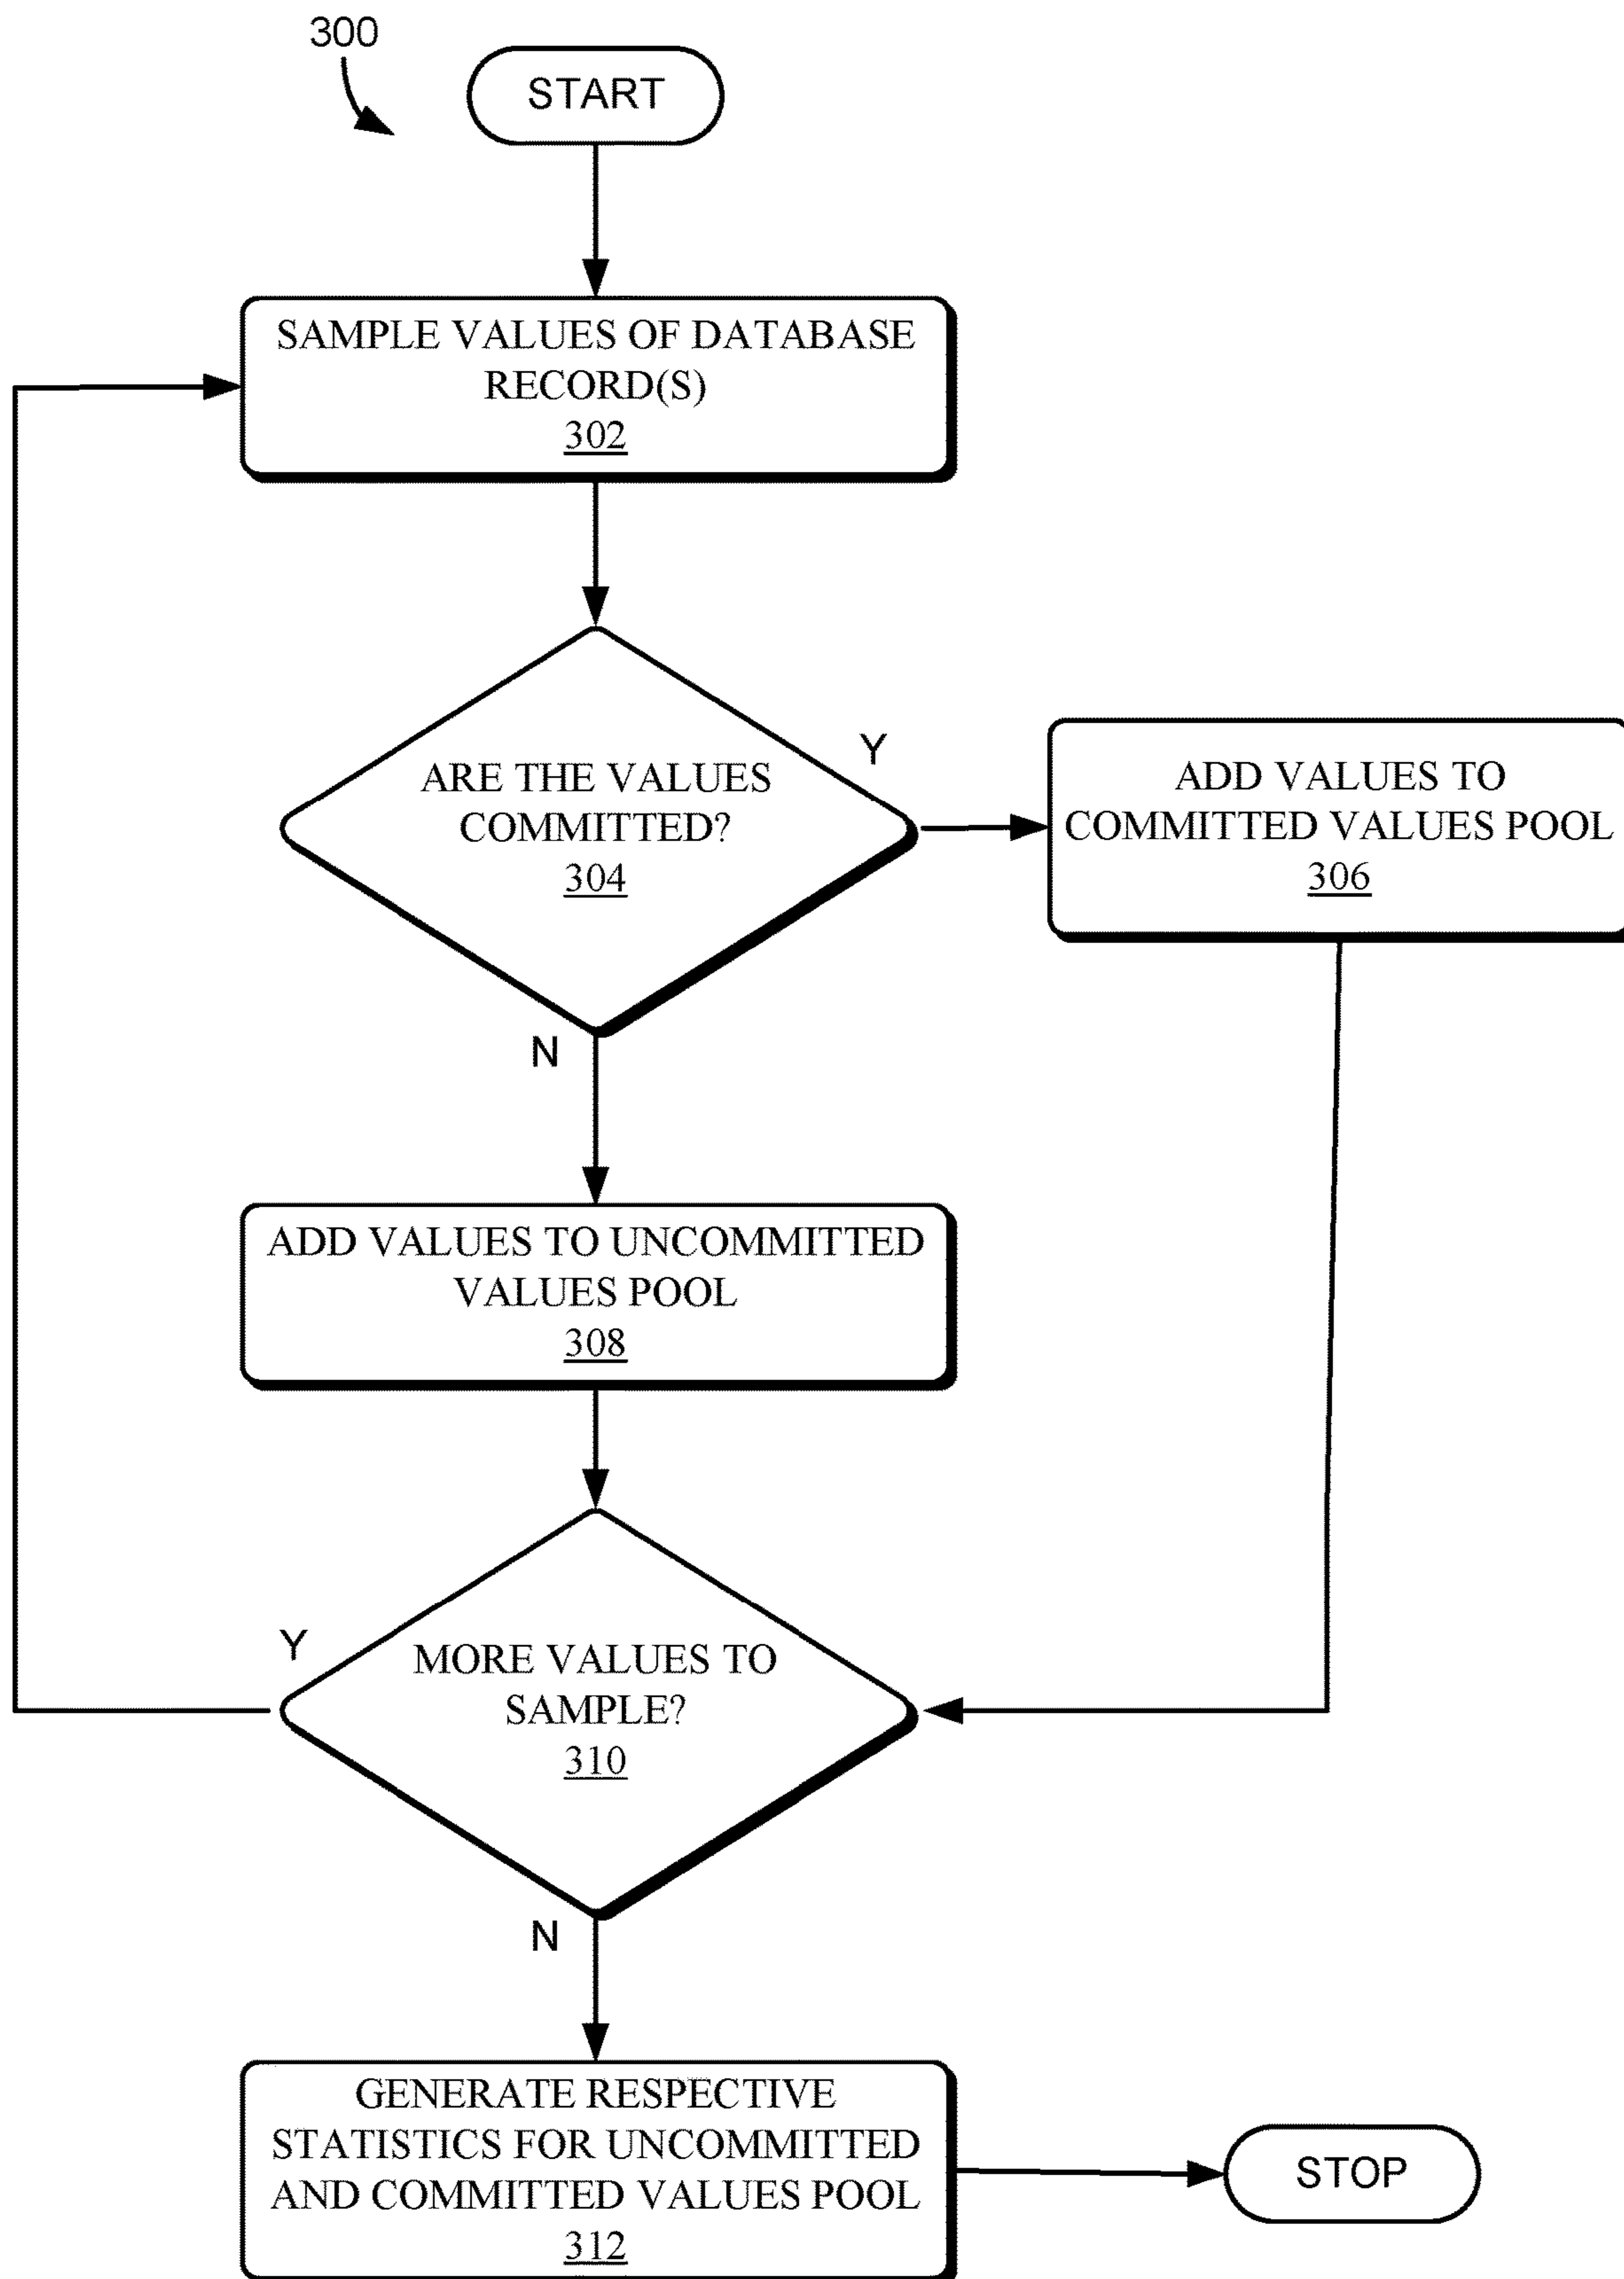 300
START
SAMPLE VALUES OF DATABASE
RECORD(S)
302
ARE THE VALUES
COMMITTED?
304
Y
ADD VALUES TO
COMMITTED VALUES POOL
306
N
ADD VALUES TO UNCOMMITTED
VALUES POOL
308
Y
MORE VALUES TO
SAMPLE?
310
N
GENERATE RESPECTIVE
STATISTICS FOR UNCOMMITTED
AND COMMITTED VALUES POOL
312
STOP